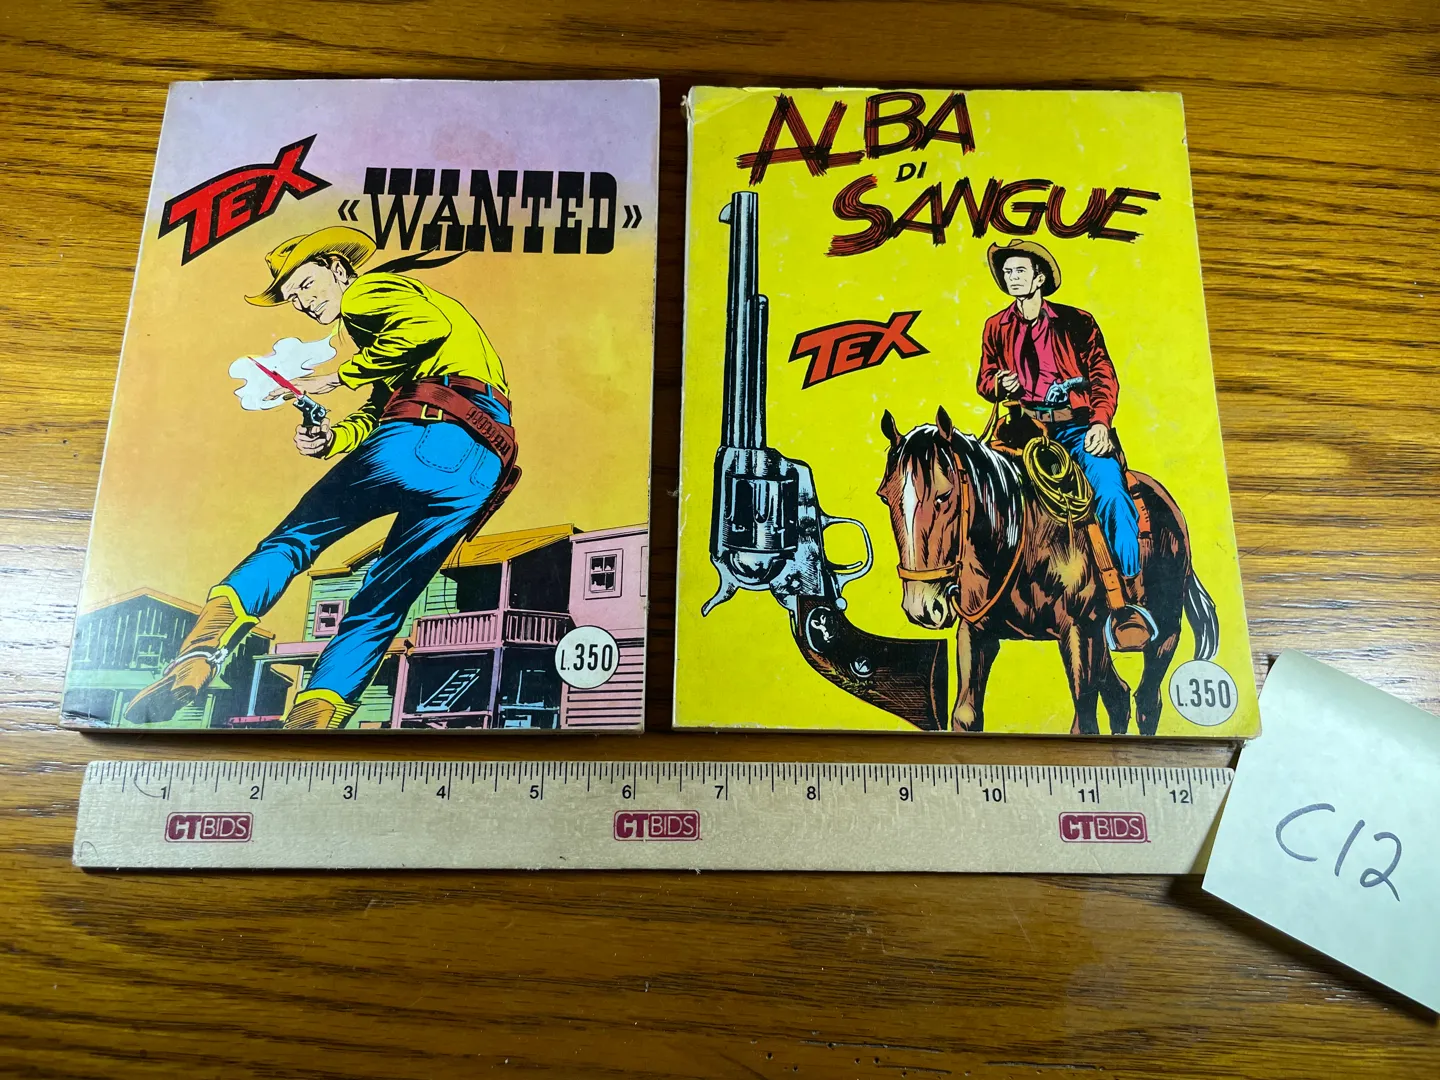 TEX
«WANTED»
L.350
ALBA
DI
SANGUE
TEX
L.350
1 2 3 4 5 6 7 8 9 10 11 12
CTBIDS CTBIDS CTBIDS
C12